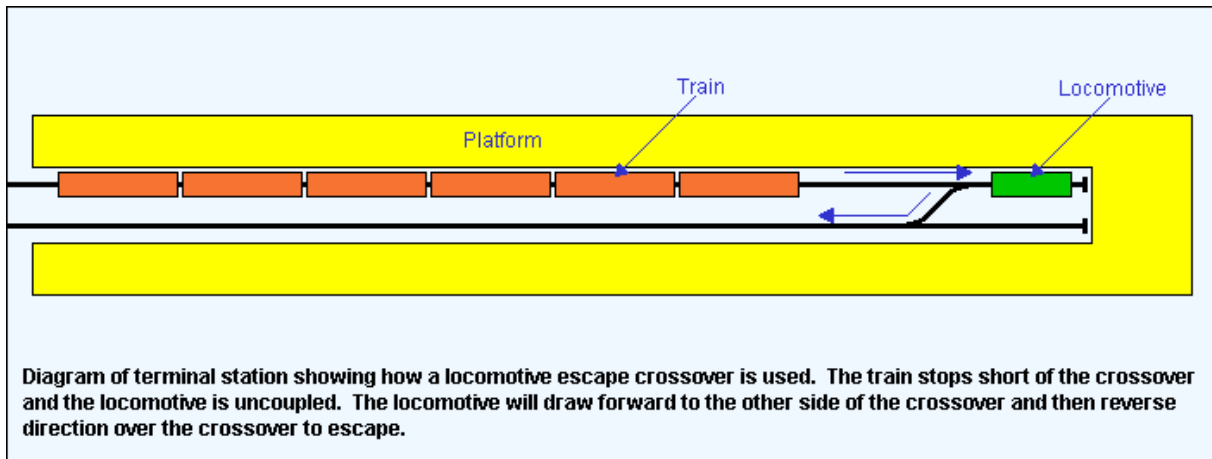 Train
Locomotive
Platform
Diagram of terminal station showing how a locomotive escape crossover is used. The train stops short of the crossover
and the locomotive is uncoupled. The locomotive will draw forward to the other side of the crossover and then reverse
direction over the crossover to escape.